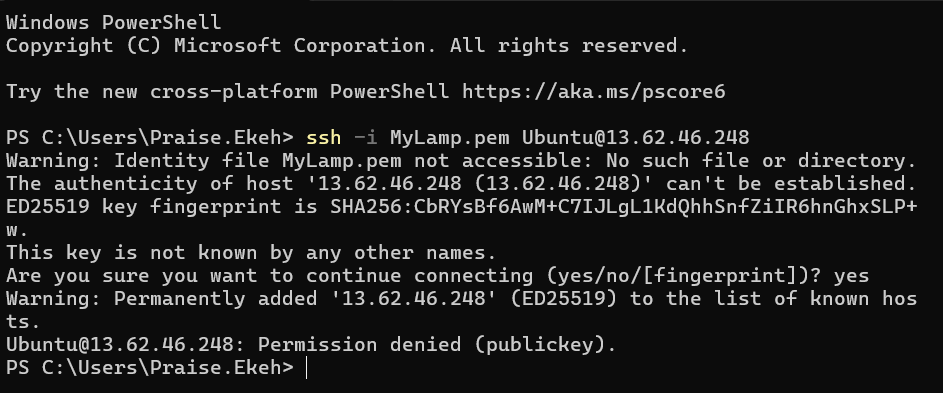 Windows PowerShell
Copyright (C) Microsoft Corporation. All rights reserved.
Try the new cross-platform PowerShell https://aka.ms/pscore6
PS C:\Users\Praise.Ekeh> ssh -i MyLamp.pem Ubuntu@13.62.46.248
Warning: Identity file MyLamp.pem not accessible: No such file or directory.
The authenticity of host '13.62.46.248 (13.62.46.248)' can't be established.
ED25519 key fingerprint is SHA256:CbRYsBf6AwM+C7IJLgL1KdQhhSnfZiIR6hnGhxSLP+
w.
This key is not known by any other names.
Are you sure you want to continue connecting (yes/no/[fingerprint])? yes
Warning: Permanently added '13.62.46.248' (ED25519) to the list of known hos
ts.
Ubuntu@13.62.46.248: Permission denied (publickey).
PS C:\Users\Praise.Ekeh>